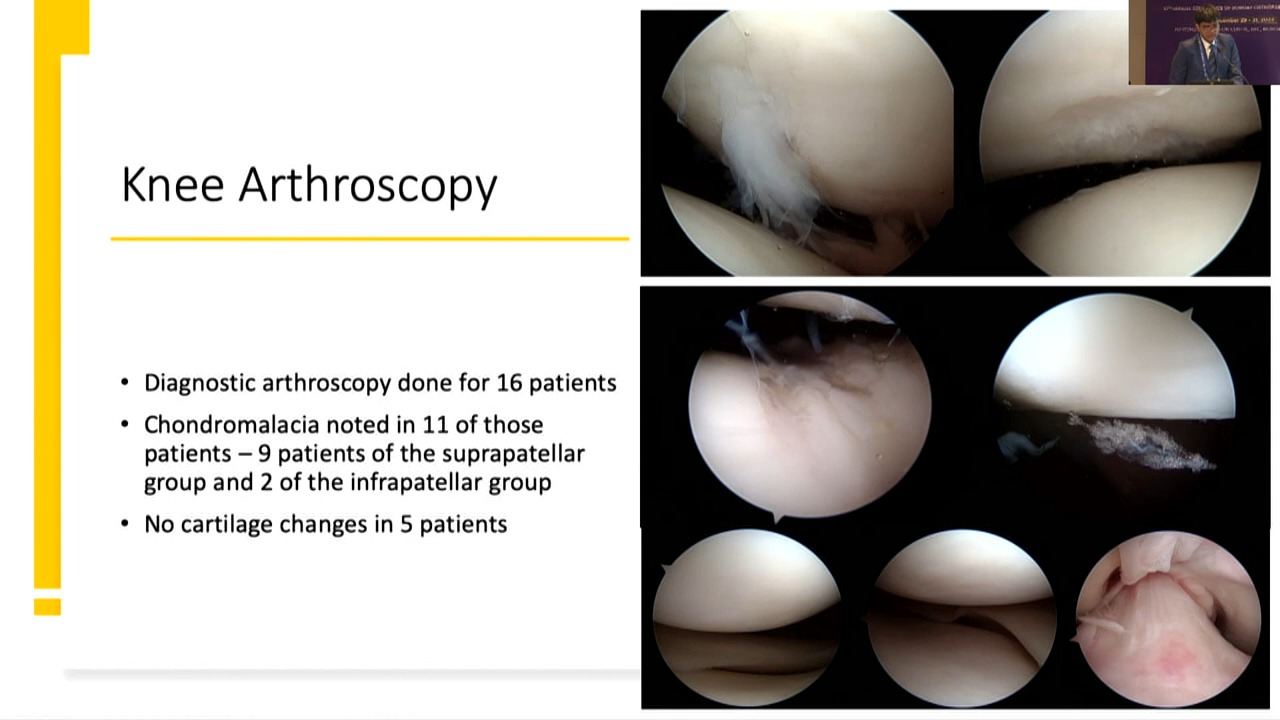 Knee Arthroscopy
• Diagnostic arthroscopy done for 16 patients
• Chondromalacia noted in 11 of those
patients – 9 patients of the suprapatellar
group and 2 of the infrapatellar group
• No cartilage changes in 5 patients